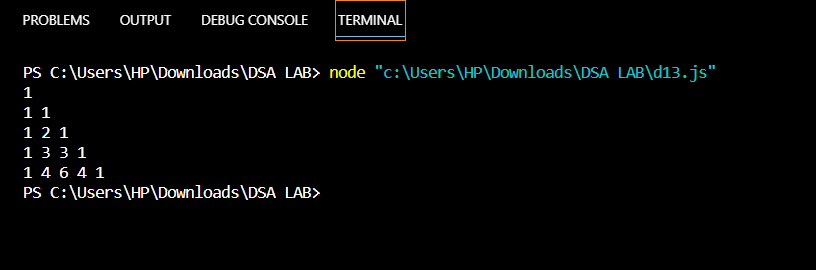 PROBLEMS OUTPUT DEBUG CONSOLE TERMINAL
PS C:\Users\HP\Downloads\DSA LAB> node "c:\Users\HP\Downloads\DSA LAB\d13.js"
1
1 1
1 2 1
1 3 3 1
1 4 6 4 1
PS C:\Users\HP\Downloads\DSA LAB>